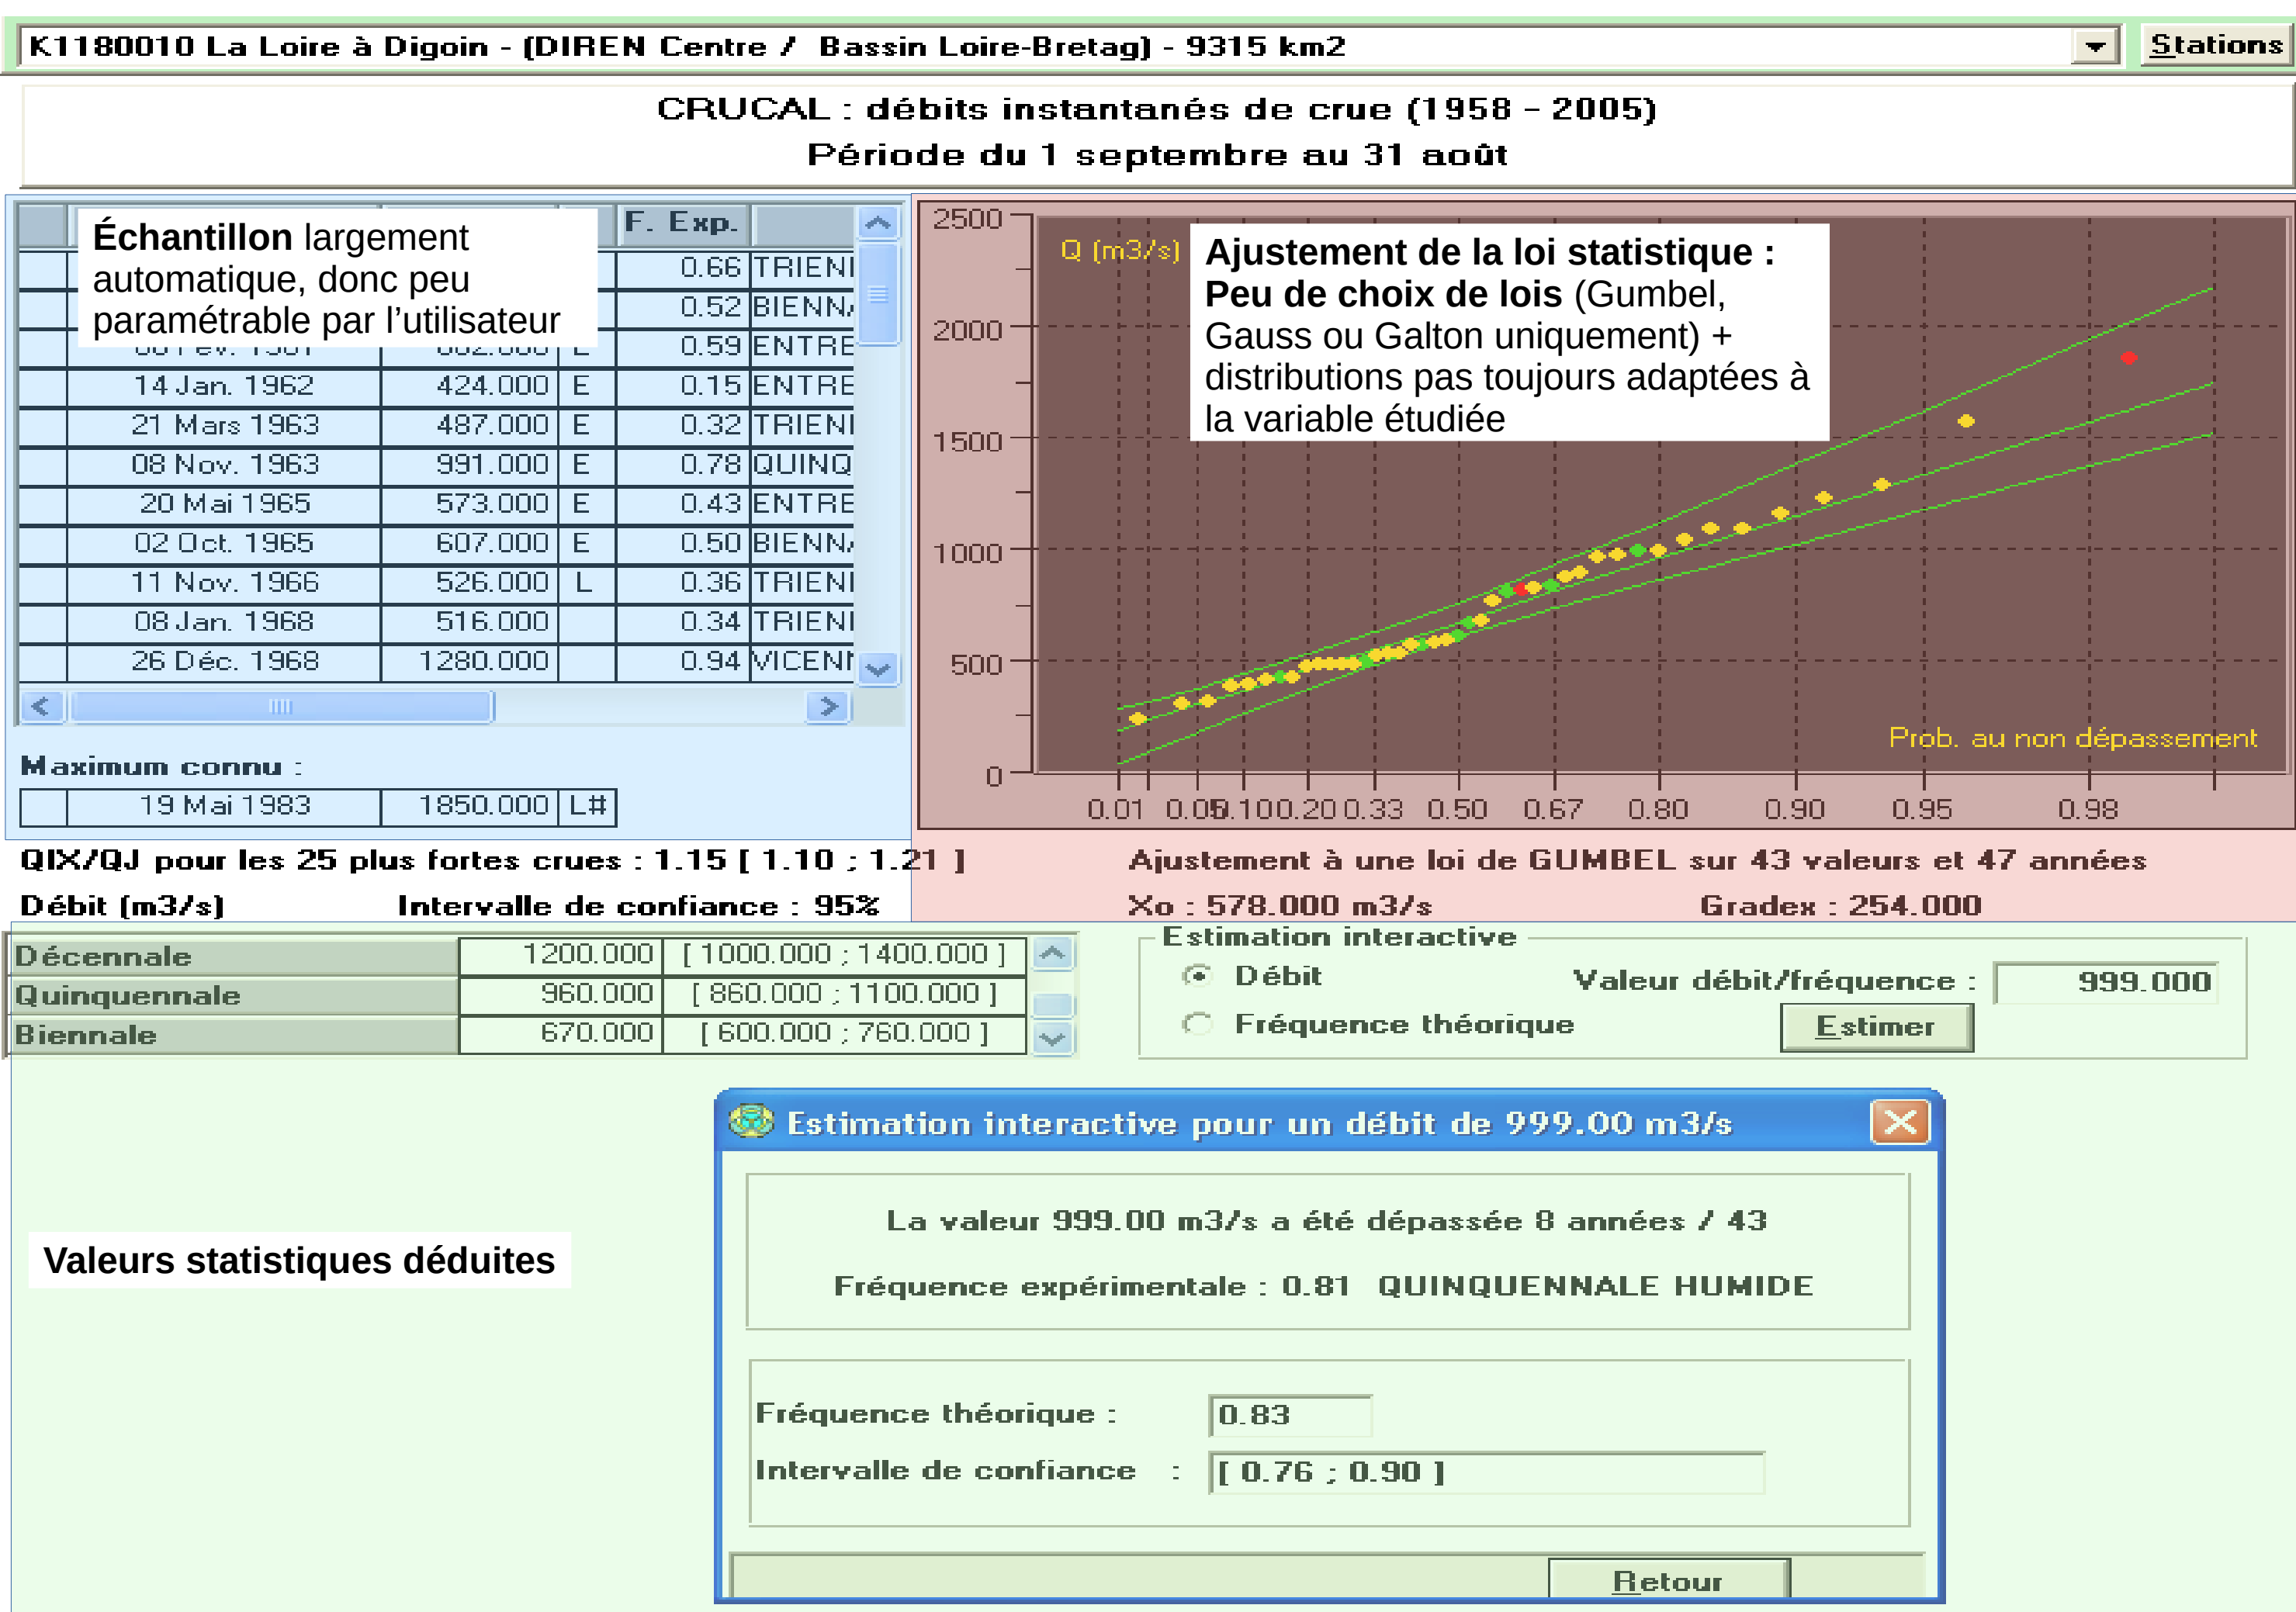 K1180010 La Loire à Digoin - (DIREN Centre / Bassin Loire-Bretag) - 9315 km2
Stations
CRUCAL : débits instantanés de crue (1958 - 2005)
Période du 1 septembre au 31 août
F. Exp.
Échantillon largement
automatique, donc peu
paramétrable par l’utilisateur
0.66 TRIEN
0.52 BIENN
0.59 ENTRE
14 Jan. 1962 424.000 E 0.15 ENTRE
21 Mars 1963 487.000 E 0.32 TRIEN
08 Nov. 1963 991.000 E 0.78 QUINQ
20 Mai 1965 573.000 E 0.43 ENTRE
02 Oct. 1965 607.000 E 0.50 BIENN
11 Nov. 1966 526.000 L 0.36 TRIEN
08 Jan. 1968 516.000 0.34 TRIEN
26 Déc. 1968 1280.000 0.94 VICEN
Maximum connu :
19 Mai 1983 1850.000 L#
2500
2000
1500
1000
500
0
Q (m3/s)
Ajustement de la loi statistique :
Peu de choix de lois (Gumbel,
Gauss ou Galton uniquement) +
distributions pas toujours adaptées à
la variable étudiée
Prob. au non dépassement
0.01 0.05 0.10 0.20 0.33 0.50 0.67 0.80 0.90 0.95 0.98
QIX/QJ pour les 25 plus fortes crues : 1.15 [ 1.10 ; 1.21 ]
Ajustement à une loi de GUMBEL sur 43 valeurs et 47 années
Débit (m3/s) Intervalle de confiance : 95%
Xo : 578.000 m3/s Gradex : 254.000
Décennale 1200.000 [ 1000.000 ; 1400.000 ]
Quinquennale 960.000 [ 860.000 ; 1100.000 ]
Biennale 670.000 [ 600.000 ; 760.000 ]
Estimation interactive
Débit
Valeur débit/fréquence : 999.000
Fréquence théorique
Estimer
Estimation interactive pour un débit de 999.00 m3/s
La valeur 999.00 m3/s a été dépassée 8 années / 43
Fréquence expérimentale : 0.81 QUINQUENNALE HUMIDE
Valeurs statistiques déduites
Fréquence théorique : 0.83
Intervalle de confiance : [ 0.76 ; 0.90 ]
Retour